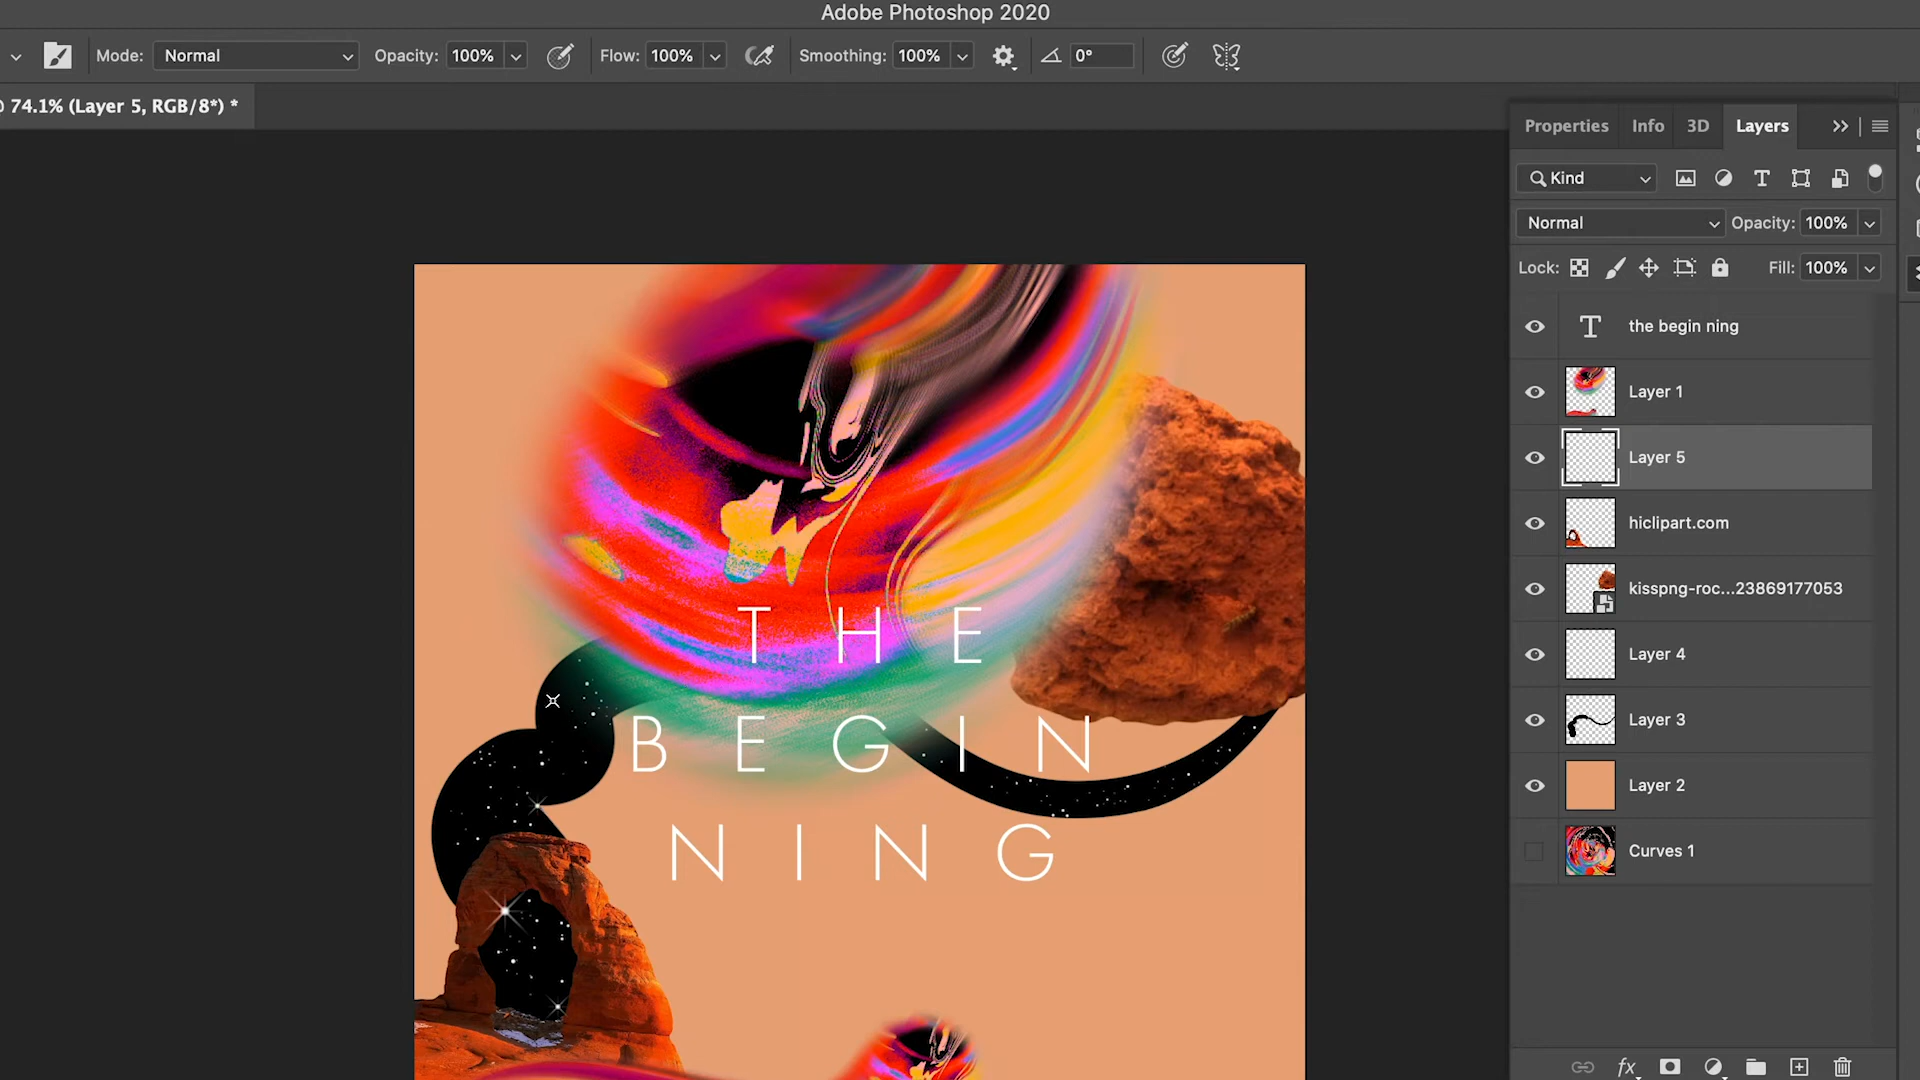 Adobe Photoshop 2020
Mode: Normal Opacity: 100% Flow: 100% Smoothing: 100% 0°
74.1% (Layer 5, RGB/8*) *
Properties Info 3D Layers
Kind
Normal Opacity: 100%
Lock: Fill: 100%
the begin ning
Layer 1
Layer 5
hiclipart.com
kisspng-roc...23869177053
Layer 4
Layer 3
Layer 2
Curves 1
fx
THE
BEGIN
NING